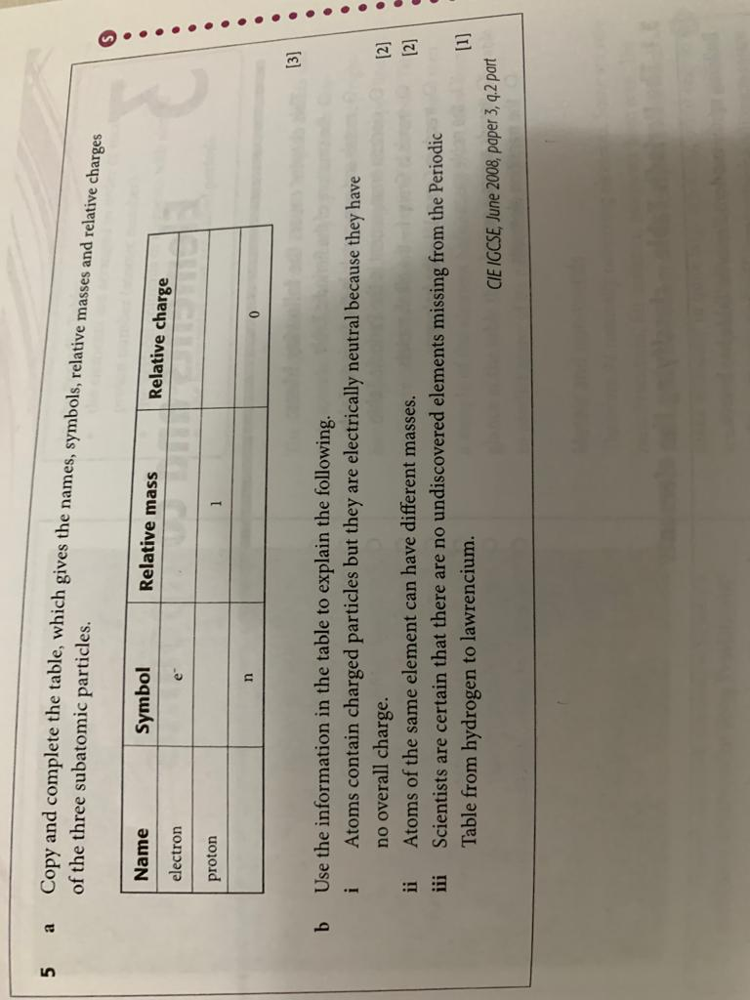 S
5 a Copy and complete the table, which gives the names, symbols, relative masses and relative charges
of the three subatomic particles.
Name Symbol Relative mass Relative charge
electron e⁻
proton 1
n 0
[3]
b Use the information in the table to explain the following.
i Atoms contain charged particles but they are electrically neutral because they have
no overall charge. [2]
ii Atoms of the same element can have different masses. [2]
iii Scientists are certain that there are no undiscovered elements missing from the Periodic
Table from hydrogen to lawrencium. [1]
CIE IGCSE, June 2008, paper 3, q.2 part